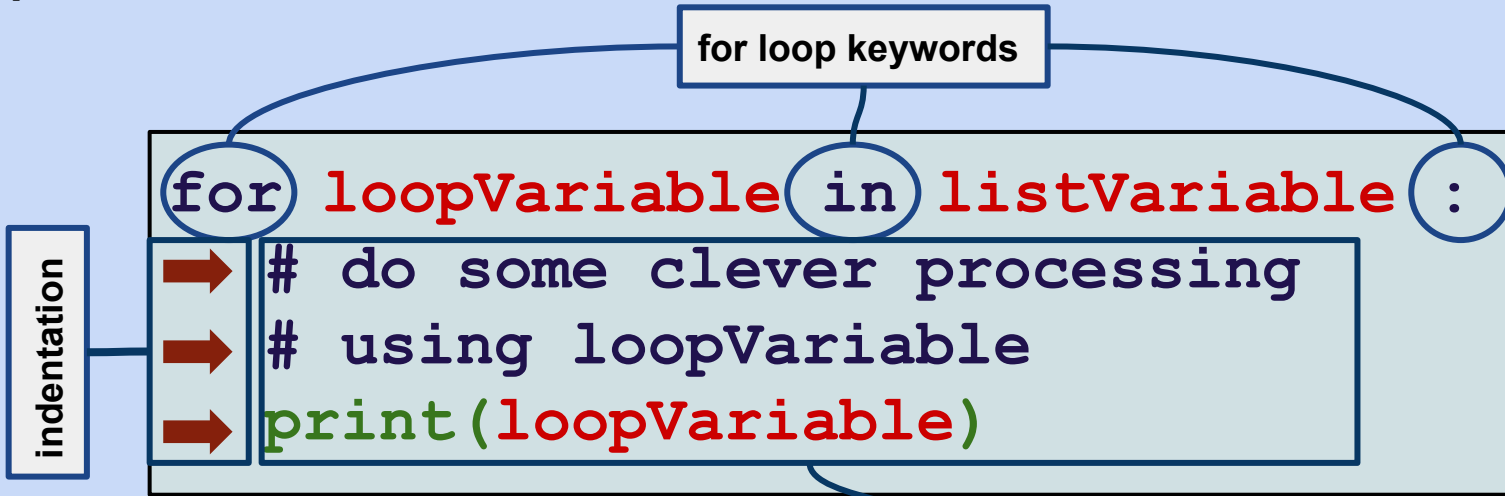 for loop keywords
for loopVariable in listVariable :
indentation
# do some clever processing
# using loopVariable
print(loopVariable)